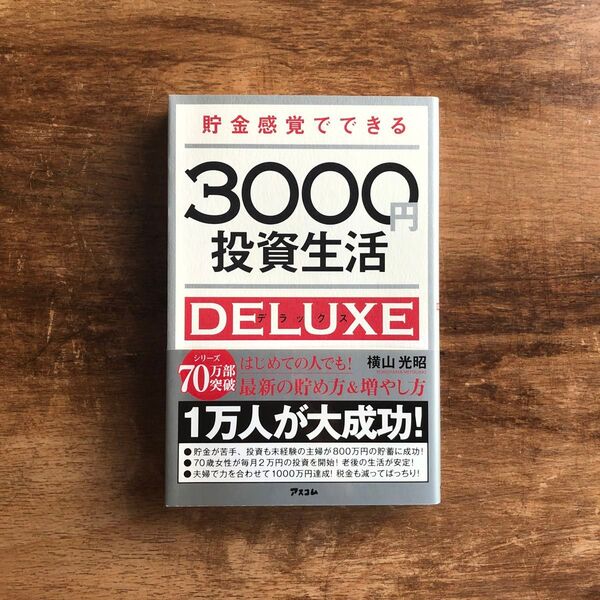 貯金感覚でできる
3000円
投資生活
DELUXE
デラックス
横山光昭
YOKOYAMA MITSUAKI
シリーズ
70万部
突破
はじめての人でも!
最新の貯め方&増やし方
1万人が大成功!
●貯金が苦手、投資も未経験の主婦が800万円の貯蓄に成功!
●70歳女性が毎月2万円の投資を開始!老後の生活が安定!
●夫婦で力を合わせて1000万円達成!税金も減ってばっちり!
アスコム